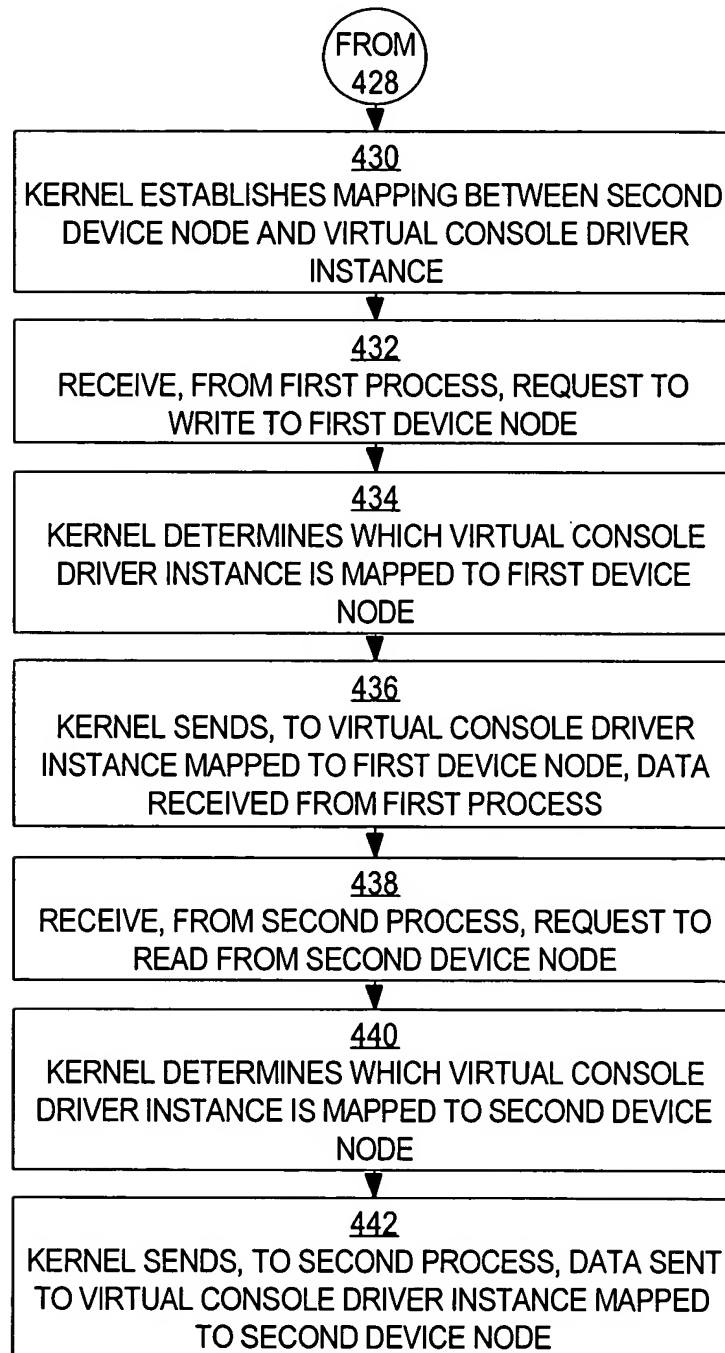 FROM
428
430
KERNEL ESTABLISHES MAPPING BETWEEN SECOND
DEVICE NODE AND VIRTUAL CONSOLE DRIVER
INSTANCE
432
RECEIVE, FROM FIRST PROCESS, REQUEST TO
WRITE TO FIRST DEVICE NODE
434
KERNEL DETERMINES WHICH VIRTUAL CONSOLE
DRIVER INSTANCE IS MAPPED TO FIRST DEVICE
NODE
436
KERNEL SENDS, TO VIRTUAL CONSOLE DRIVER
INSTANCE MAPPED TO FIRST DEVICE NODE, DATA
RECEIVED FROM FIRST PROCESS
438
RECEIVE, FROM SECOND PROCESS, REQUEST TO
READ FROM SECOND DEVICE NODE
440
KERNEL DETERMINES WHICH VIRTUAL CONSOLE
DRIVER INSTANCE IS MAPPED TO SECOND DEVICE
NODE
442
KERNEL SENDS, TO SECOND PROCESS, DATA SENT
TO VIRTUAL CONSOLE DRIVER INSTANCE MAPPED
TO SECOND DEVICE NODE